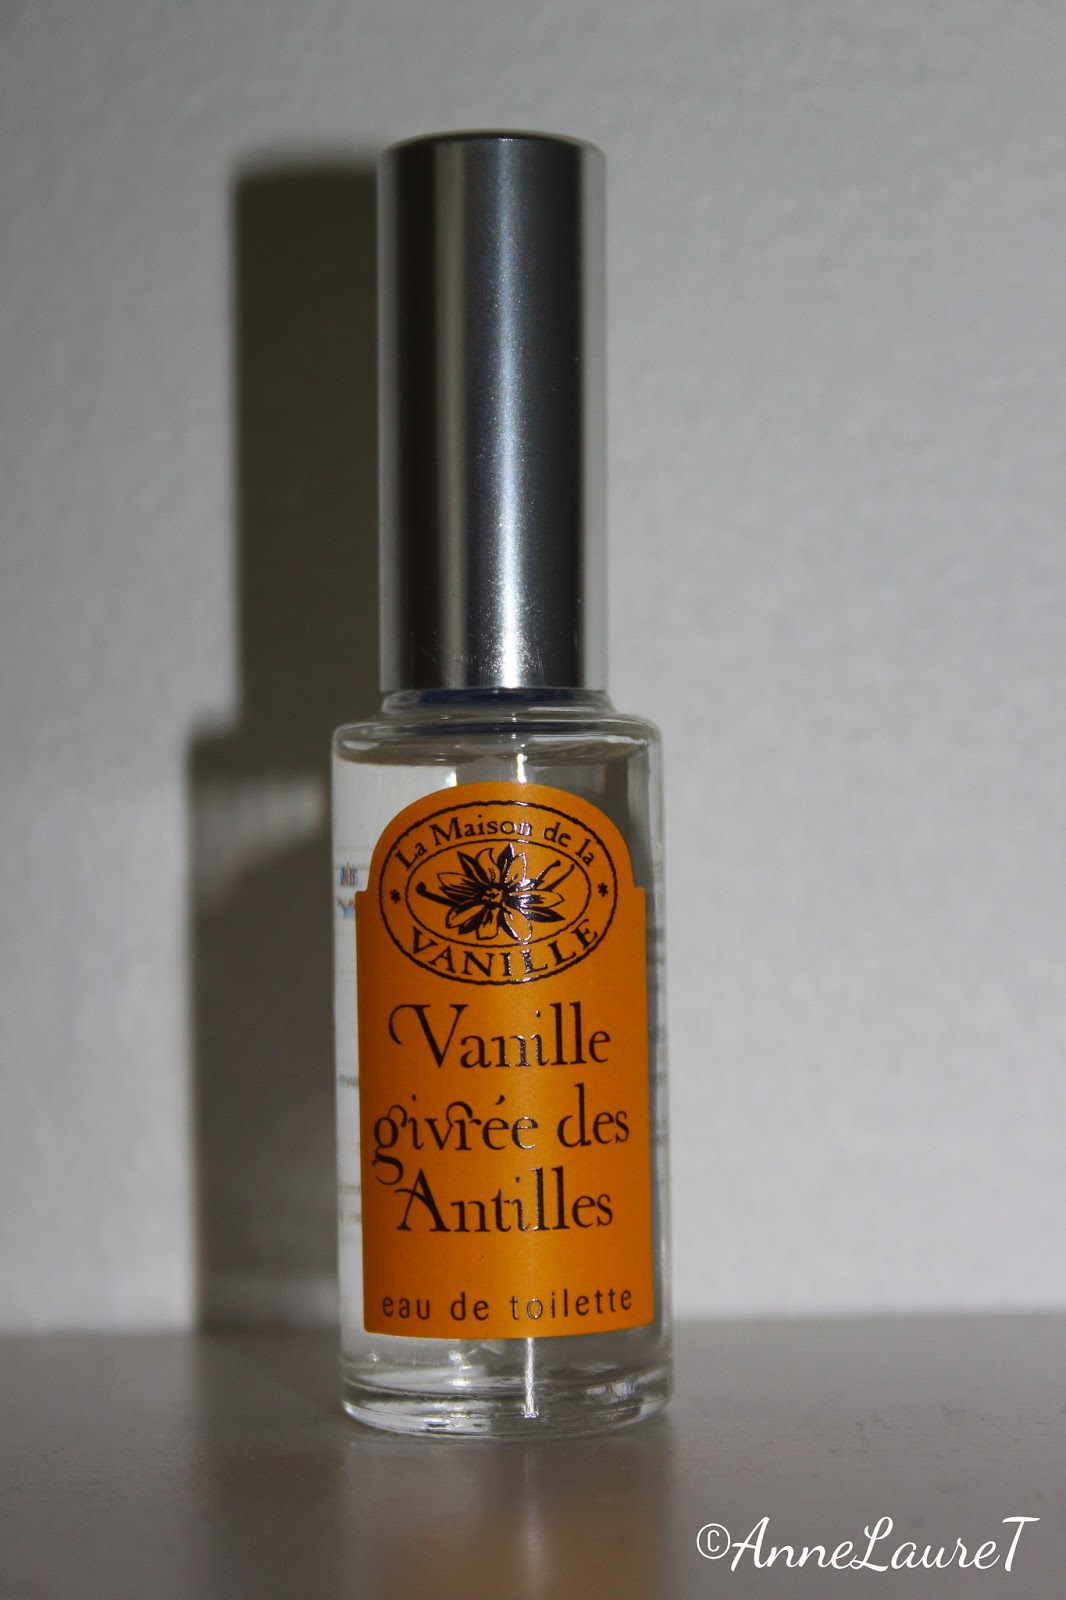 La Maison de la
VANILLE
Vanille
givrée des
Antilles
eau de toilette
©AnneLaureT